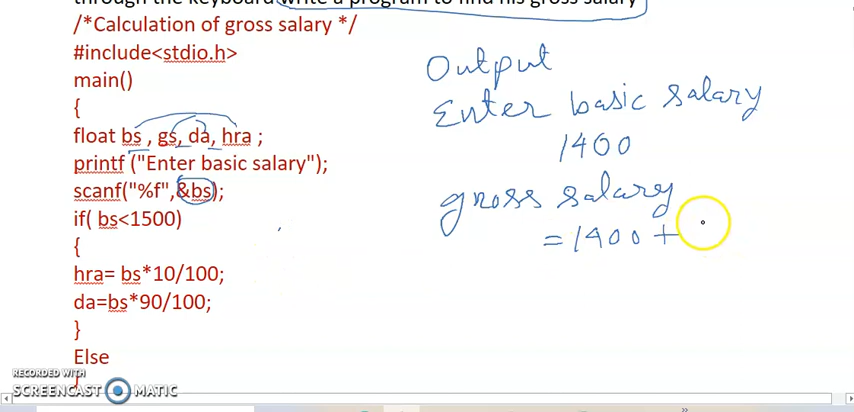 through the keyboard write a program to find his gross salary
/*Calculation of gross salary */
#include<stdio.h>
main()
{
float bs , gs, da, hra ;
printf ("Enter basic salary");
scanf("%f",&bs);
if( bs<1500)
{
hra= bs*10/100;
da=bs*90/100;
}
Else
{
Output
Enter basic salary
1400
gross salary
=1400 +
RECORDED WITH
SCREENCAST MATIC